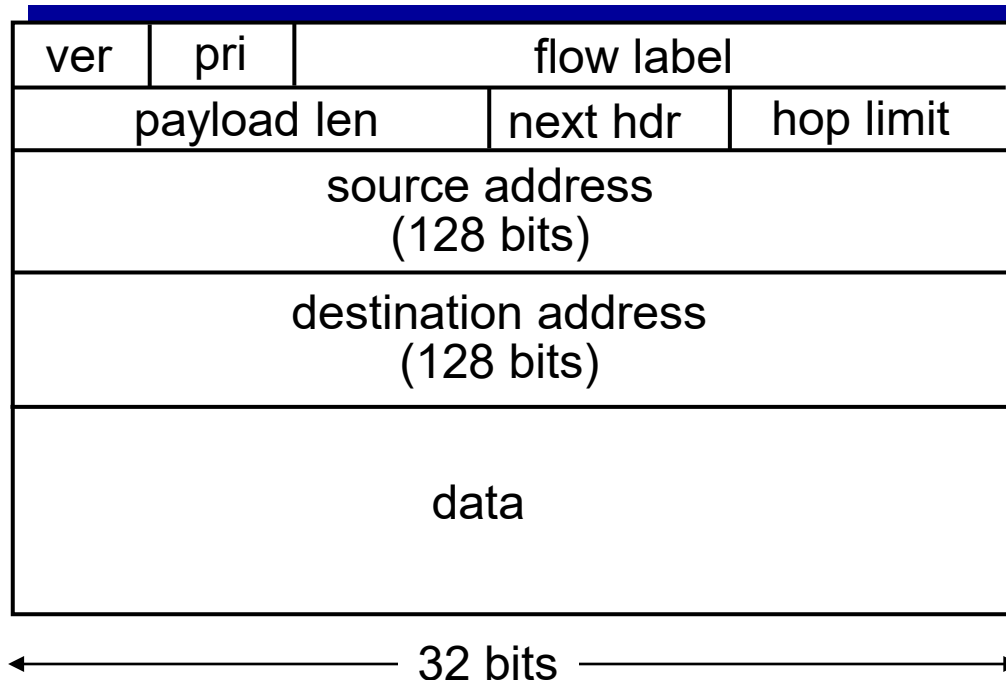 ver pri flow label
payload len next hdr hop limit
source address
(128 bits)
destination address
(128 bits)
data
32 bits